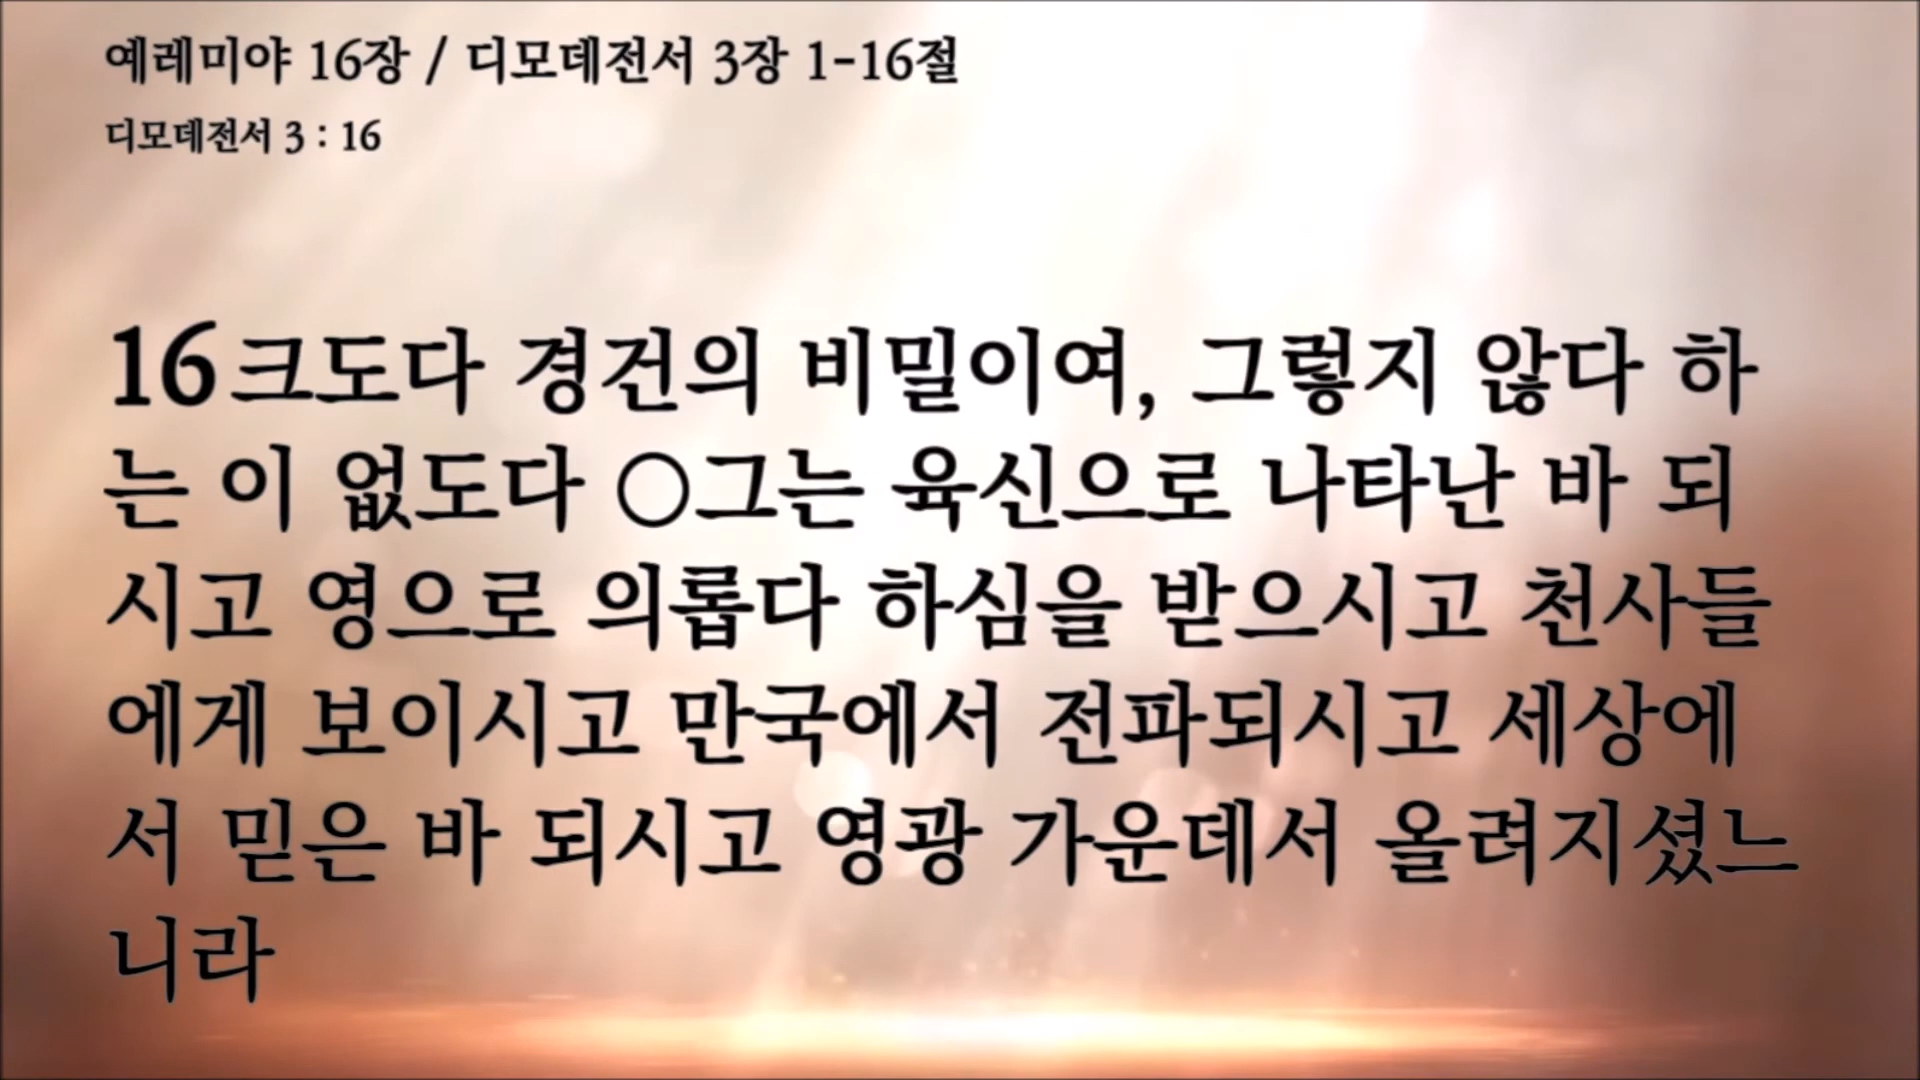 예레미야 16장 / 디모데전서 3장 1-16절
디모데전서 3 : 16
16 크도다 경건의 비밀이여, 그렇지 않다 하
는 이 없도다 ○그는 육신으로 나타난 바 되
시고 영으로 의롭다 하심을 받으시고 천사들
에게 보이시고 만국에서 전파되시고 세상에
서 믿은 바 되시고 영광 가운데서 올려지셨느
니라